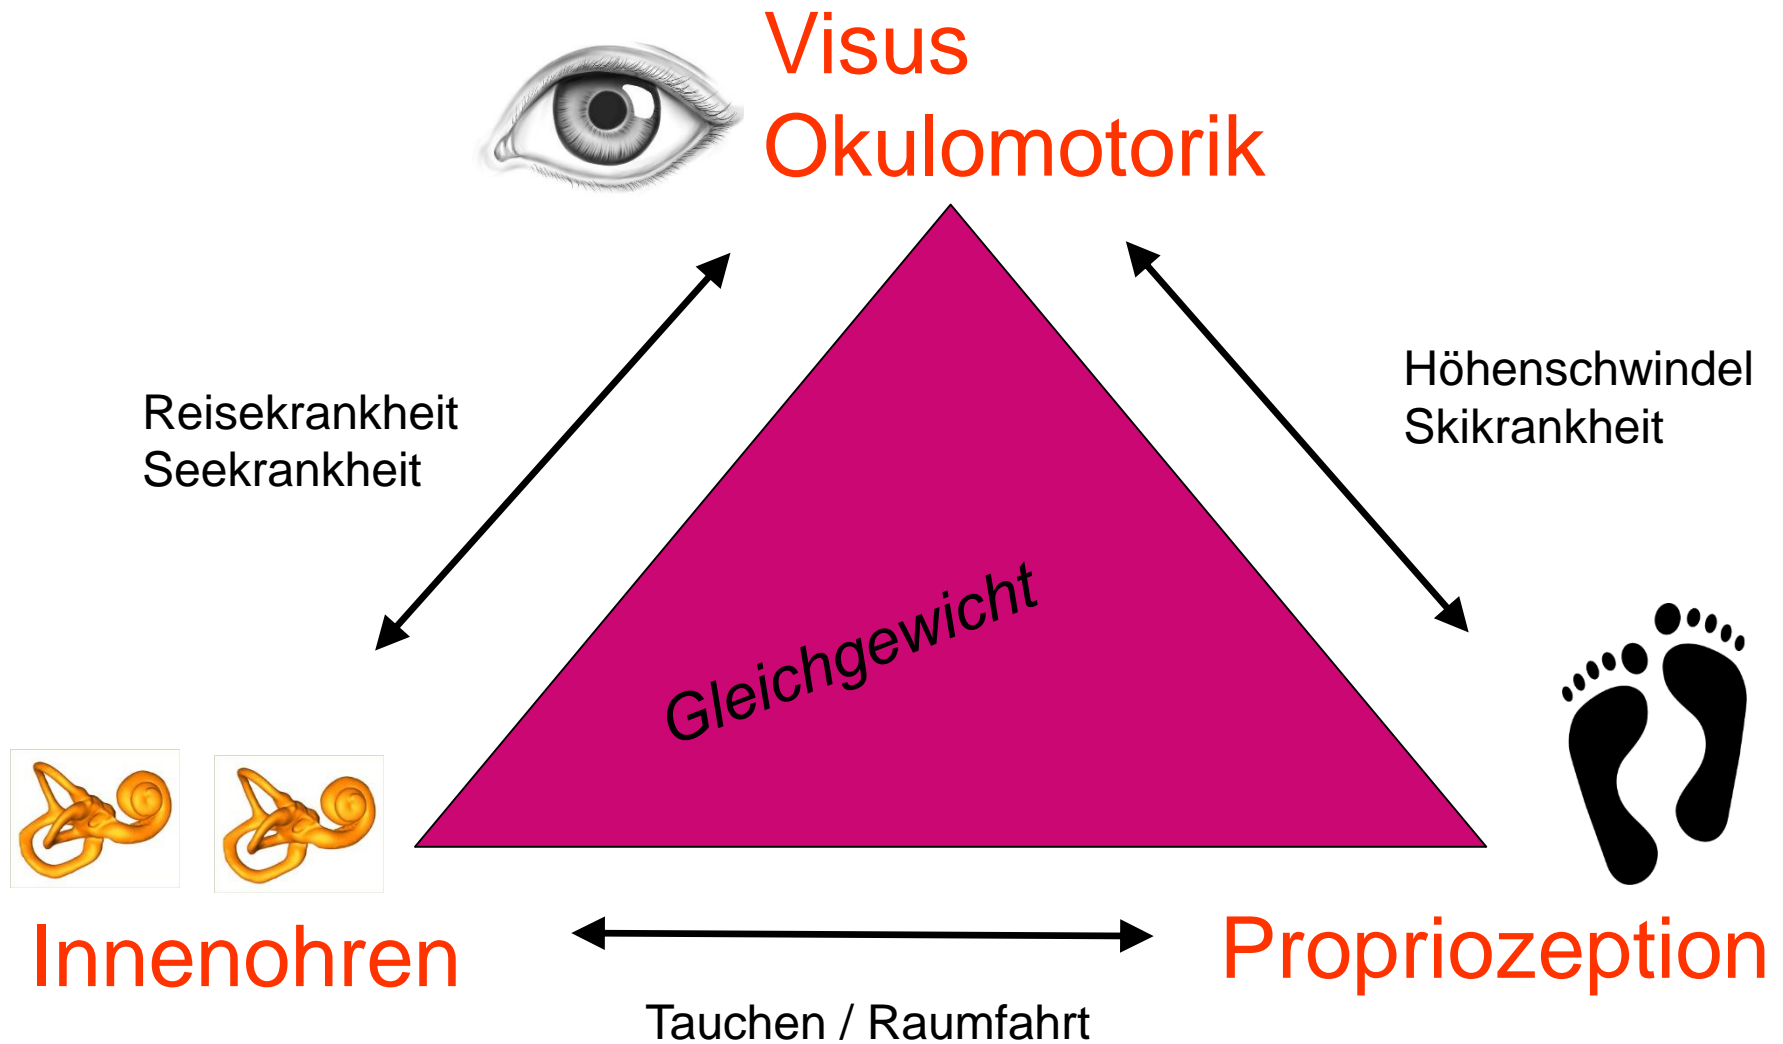 Visus
Okulomotorik
Reisekrankheit
Seekrankheit
Höhenschwindel
Skikrankheit
Gleichgewicht
Innenohren
Propriozeption
Tauchen / Raumfahrt